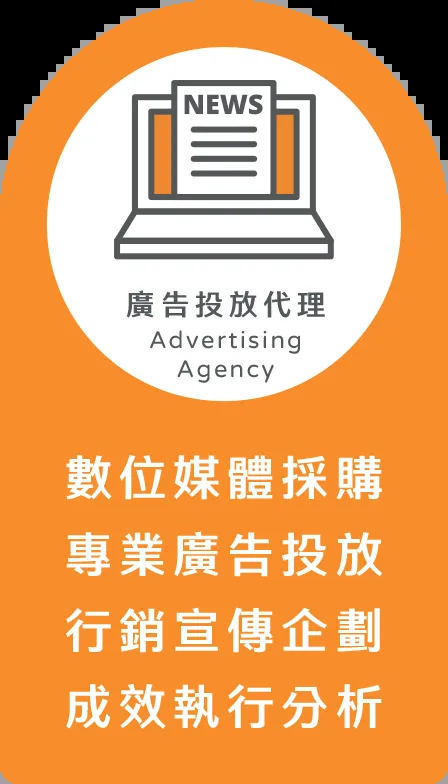 NEWS
廣告投放代理
Advertising
Agency
數位媒體採購
專業廣告投放
行銷宣傳企劃
成效執行分析